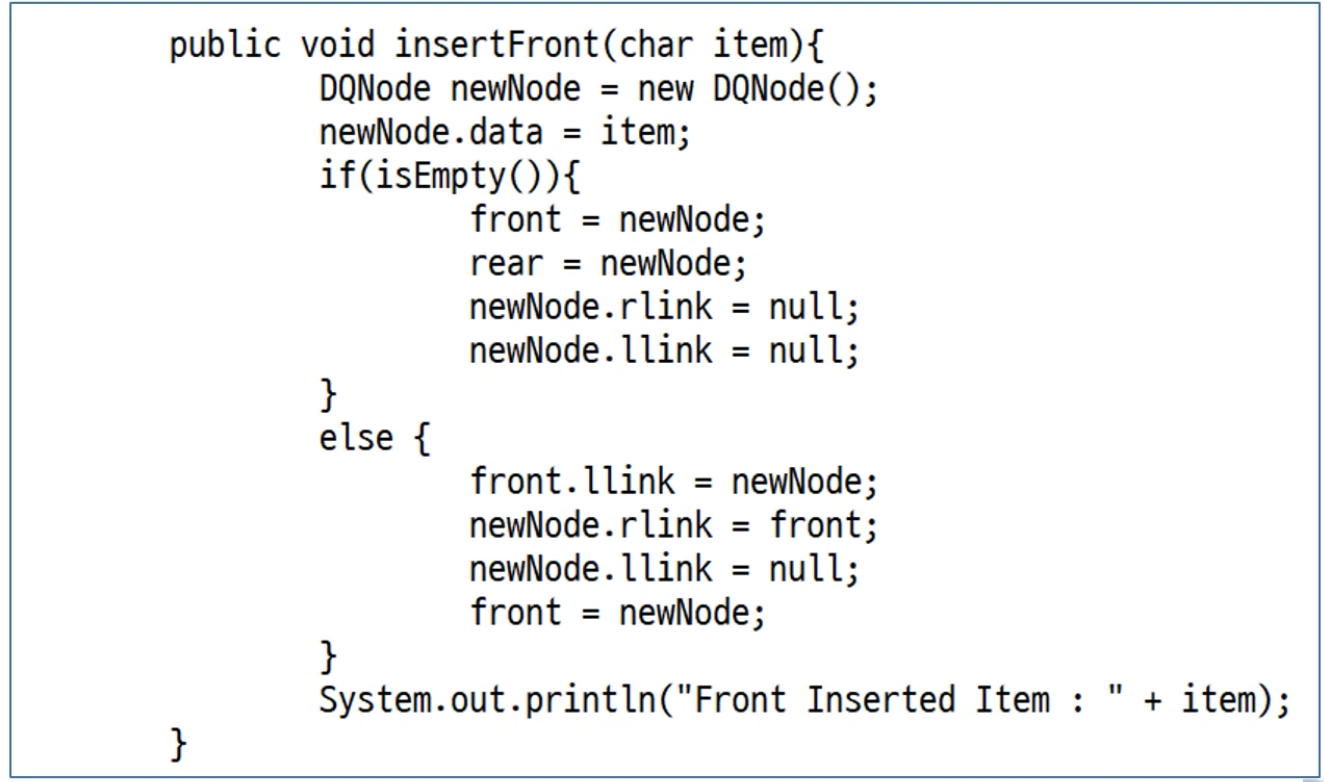 public void insertFront(char item){
DQNode newNode = new DQNode();
newNode.data = item;
if(isEmpty()){
front = newNode;
rear = newNode;
newNode.rlink = null;
newNode.llink = null;
}
else {
front.llink = newNode;
newNode.rlink = front;
newNode.llink = null;
front = newNode;
}
System.out.println("Front Inserted Item : " + item);
}